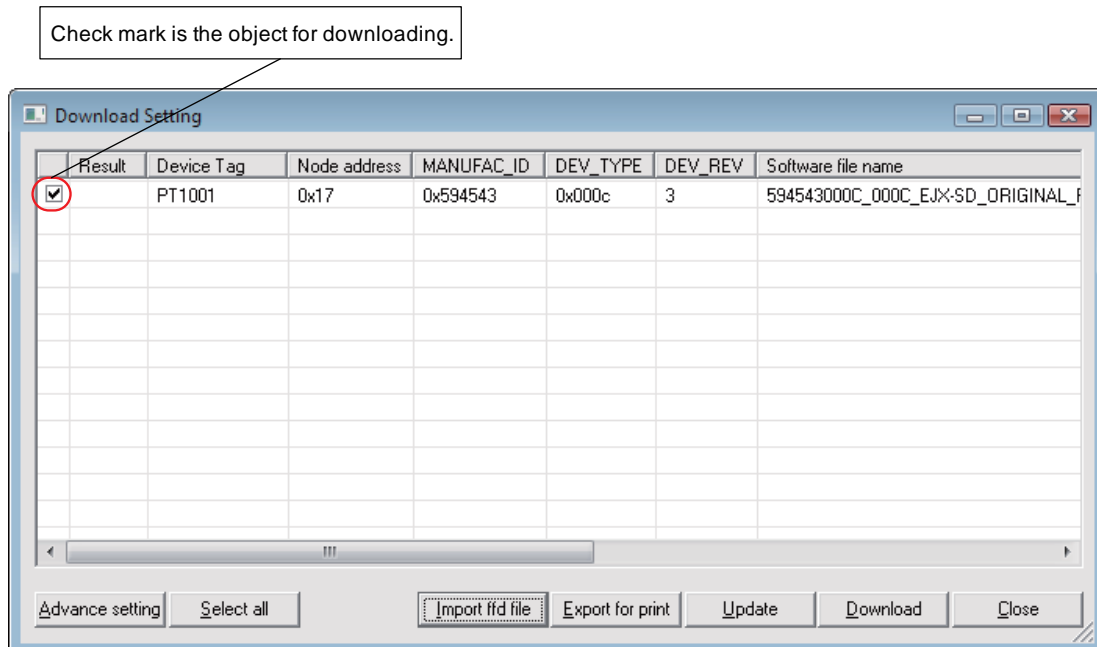 Check mark is the object for downloading.
Download Setting
Result Device Tag Node address MANUFAC_ID DEV_TYPE DEV_REV Software file name
PT1001 0x17 0x594543 0x000c 3 594543000C_000C_EJX-SD_ORIGINAL_
Advance setting Select all Import ffd file Export for print Update Download Close